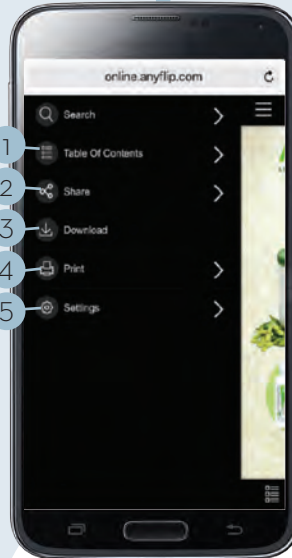 online.anyflip.com
Search
1 Table Of Contents
2 Share
3 Download
4 Print
5 Settings